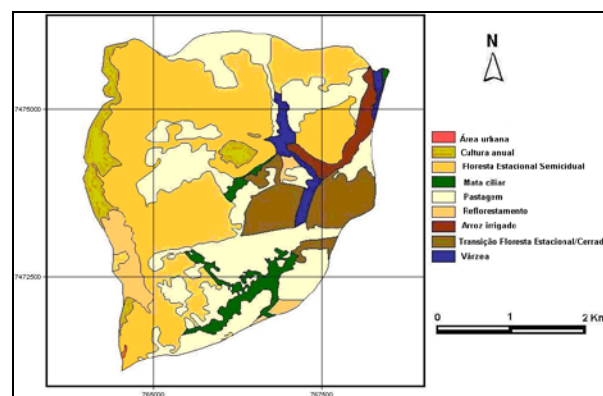 N
7475000
7472500
765000
767500
Área urbana
Cultura anual
Floresta Estacional Semicidual
Mata ciliar
Pastagem
Reflorestamento
Arroz irrigado
Transição Floresta Estacional/Cerrad
Várzea
0 1 2 Km